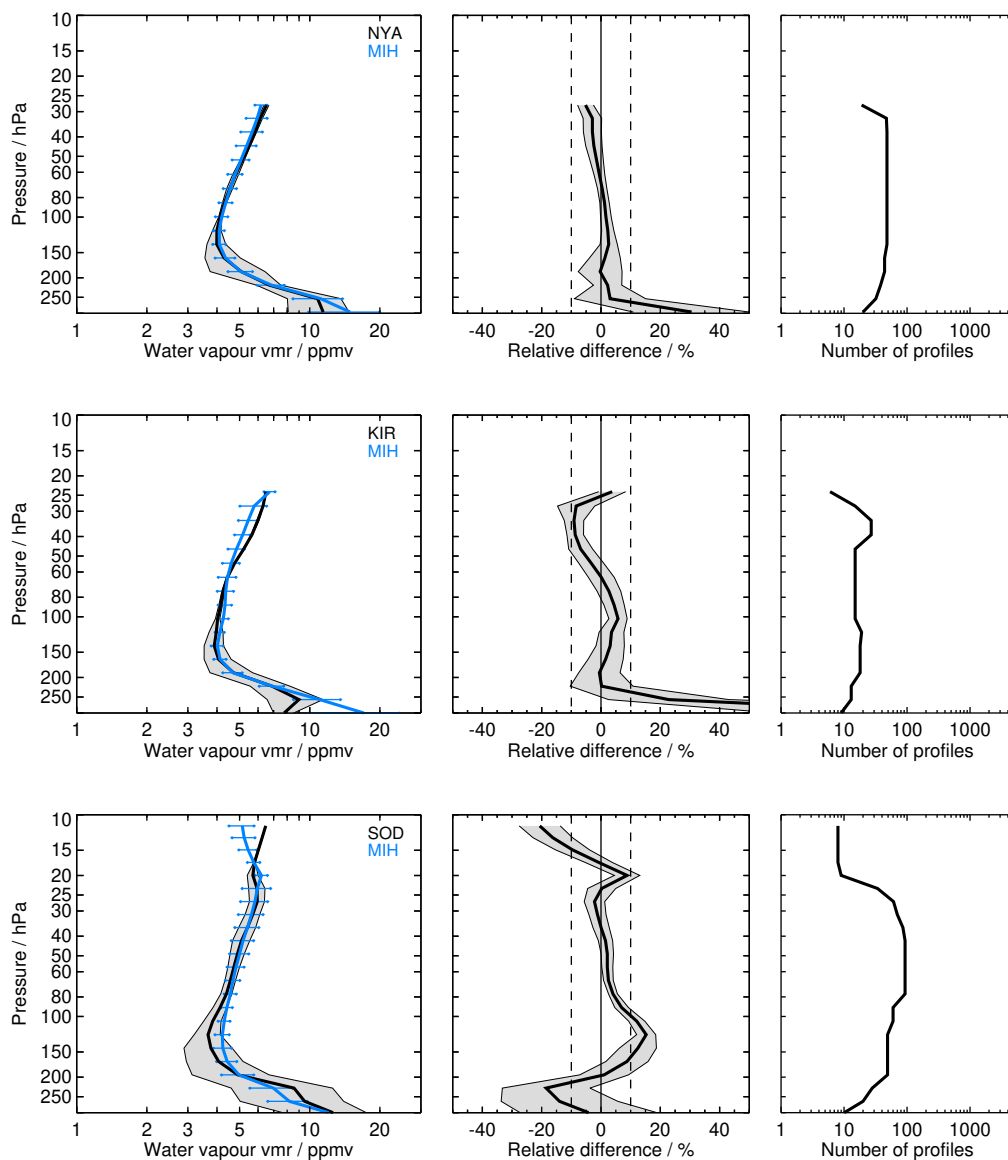 NYA
MIH
Pressure / hPa
10
15
20
25
30
40
50
60
80
100
150
200
250
1 2 5 10 20
Water vapour vmr / ppmv
-40 -20 0 20 40
Relative difference / %
1 10 100 1000
Number of profiles
KIR
MIH
Pressure / hPa
10
15
20
25
30
40
50
60
80
100
150
200
250
1 2 5 10 20
Water vapour vmr / ppmv
-40 -20 0 20 40
Relative difference / %
1 10 100 1000
Number of profiles
SOD
MIH
Pressure / hPa
10
15
20
25
30
40
50
60
80
100
150
200
250
1 2 5 10 20
Water vapour vmr / ppmv
-40 -20 0 20 40
Relative difference / %
1 10 100 1000
Number of profiles